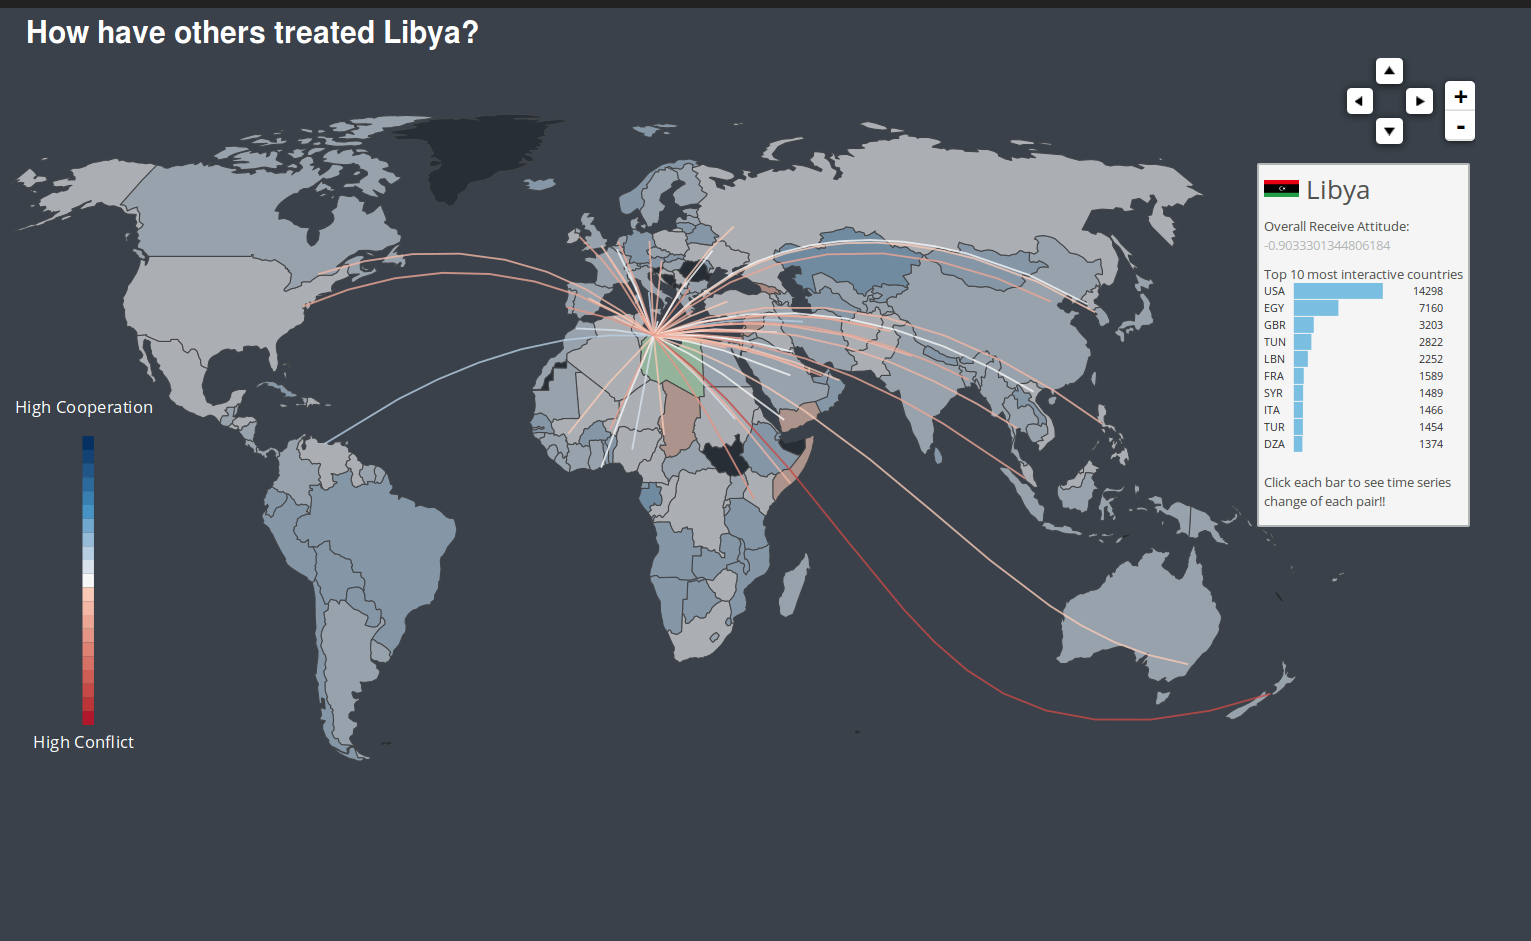 How have others treated Libya?
+
-
Libya
Overall Receive Attitude:
-0.9033301344806184
Top 10 most interactive countries
USA 14298
EGY 7160
GBR 3203
TUN 2822
LBN 2252
FRA 1589
SYR 1489
ITA 1466
TUR 1454
DZA 1374
Click each bar to see time series
change of each pair!!
High Cooperation
High Conflict